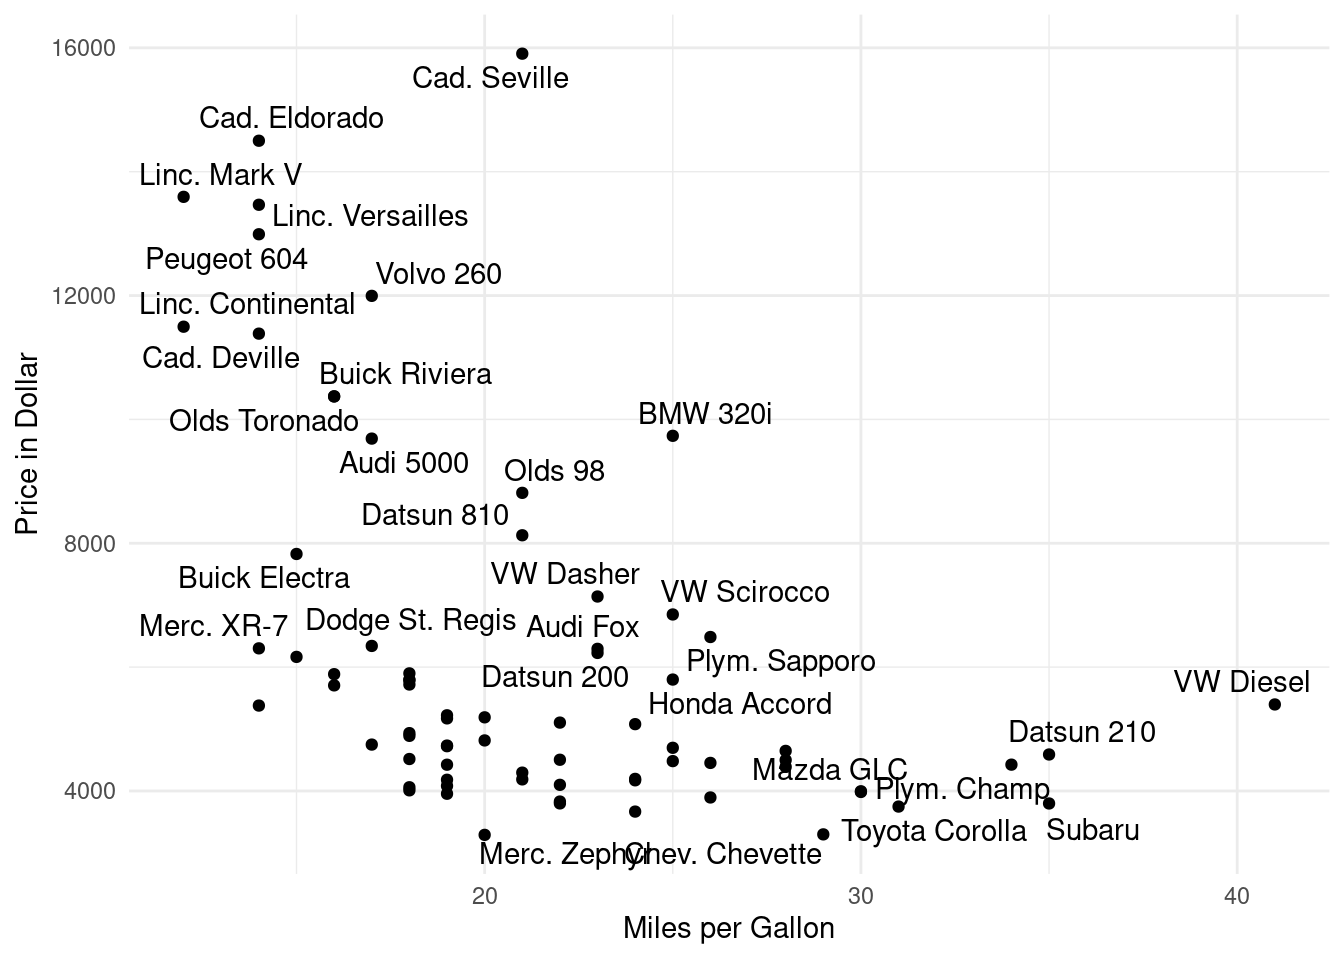 16000
Cad. Seville
Cad. Eldorado
Linc. Mark V
Linc. Versailles
Peugeot 604
Volvo 260
12000
Linc. Continental
Cad. Deville
Buick Riviera
Olds Toronado
BMW 320i
Audi 5000
Olds 98
Datsun 810
8000
Buick Electra
VW Dasher
VW Scirocco
Merc. XR-7
Dodge St. Regis
Audi Fox
Plym. Sapporo
Datsun 200
VW Diesel
Honda Accord
Datsun 210
Mazda GLC
4000
Plym. Champ
Toyota Corolla
Subaru
Merc. Zephyr
Chev. Chevette
20
30
40
Miles per Gallon
Price in Dollar